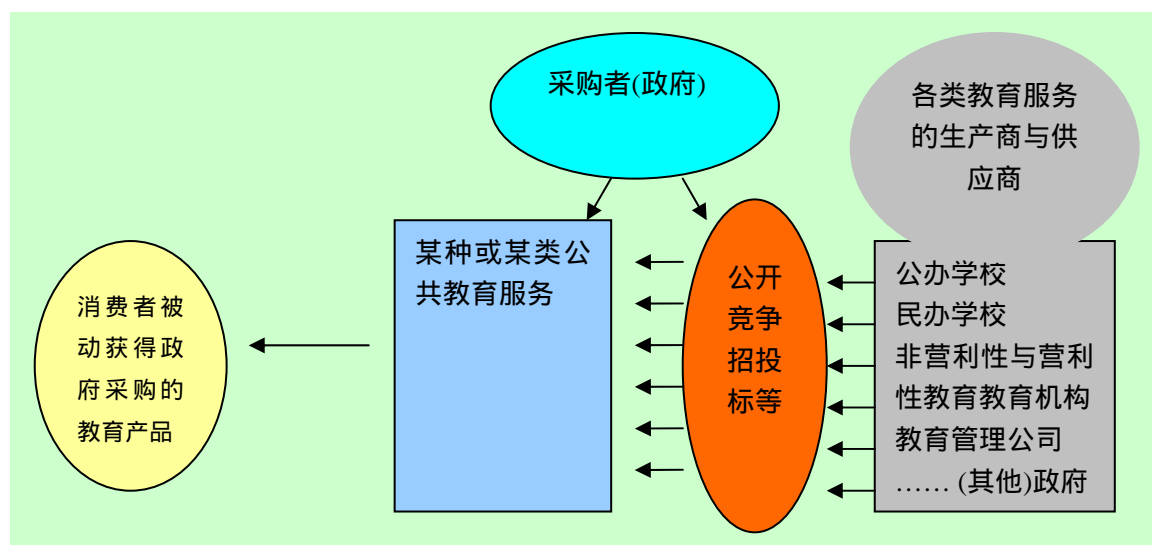 采购者(政府)
各类教育服务
的生产商与供
应商
某种或某类公
共教育服务
公开
竞争
招投
标等
公办学校
民办学校
非营利性与营利
性教育教育机构
教育管理公司
…… (其他)政府
消费者被
动获得政
府采购的
教育产品